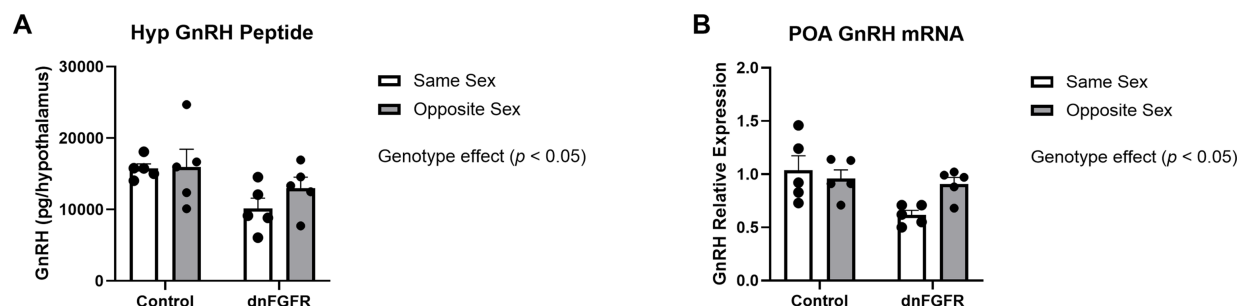 A
Hyp GnRH Peptide
GnRH (pg/hypothalamus)
30000
20000
10000
0
Control
dnFGFR
Same Sex
Opposite Sex
Genotype effect (p < 0.05)
B
POA GnRH mRNA
GnRH Relative Expression
2.0
1.5
1.0
0.5
0.0
Control
dnFGFR
Same Sex
Opposite Sex
Genotype effect (p < 0.05)